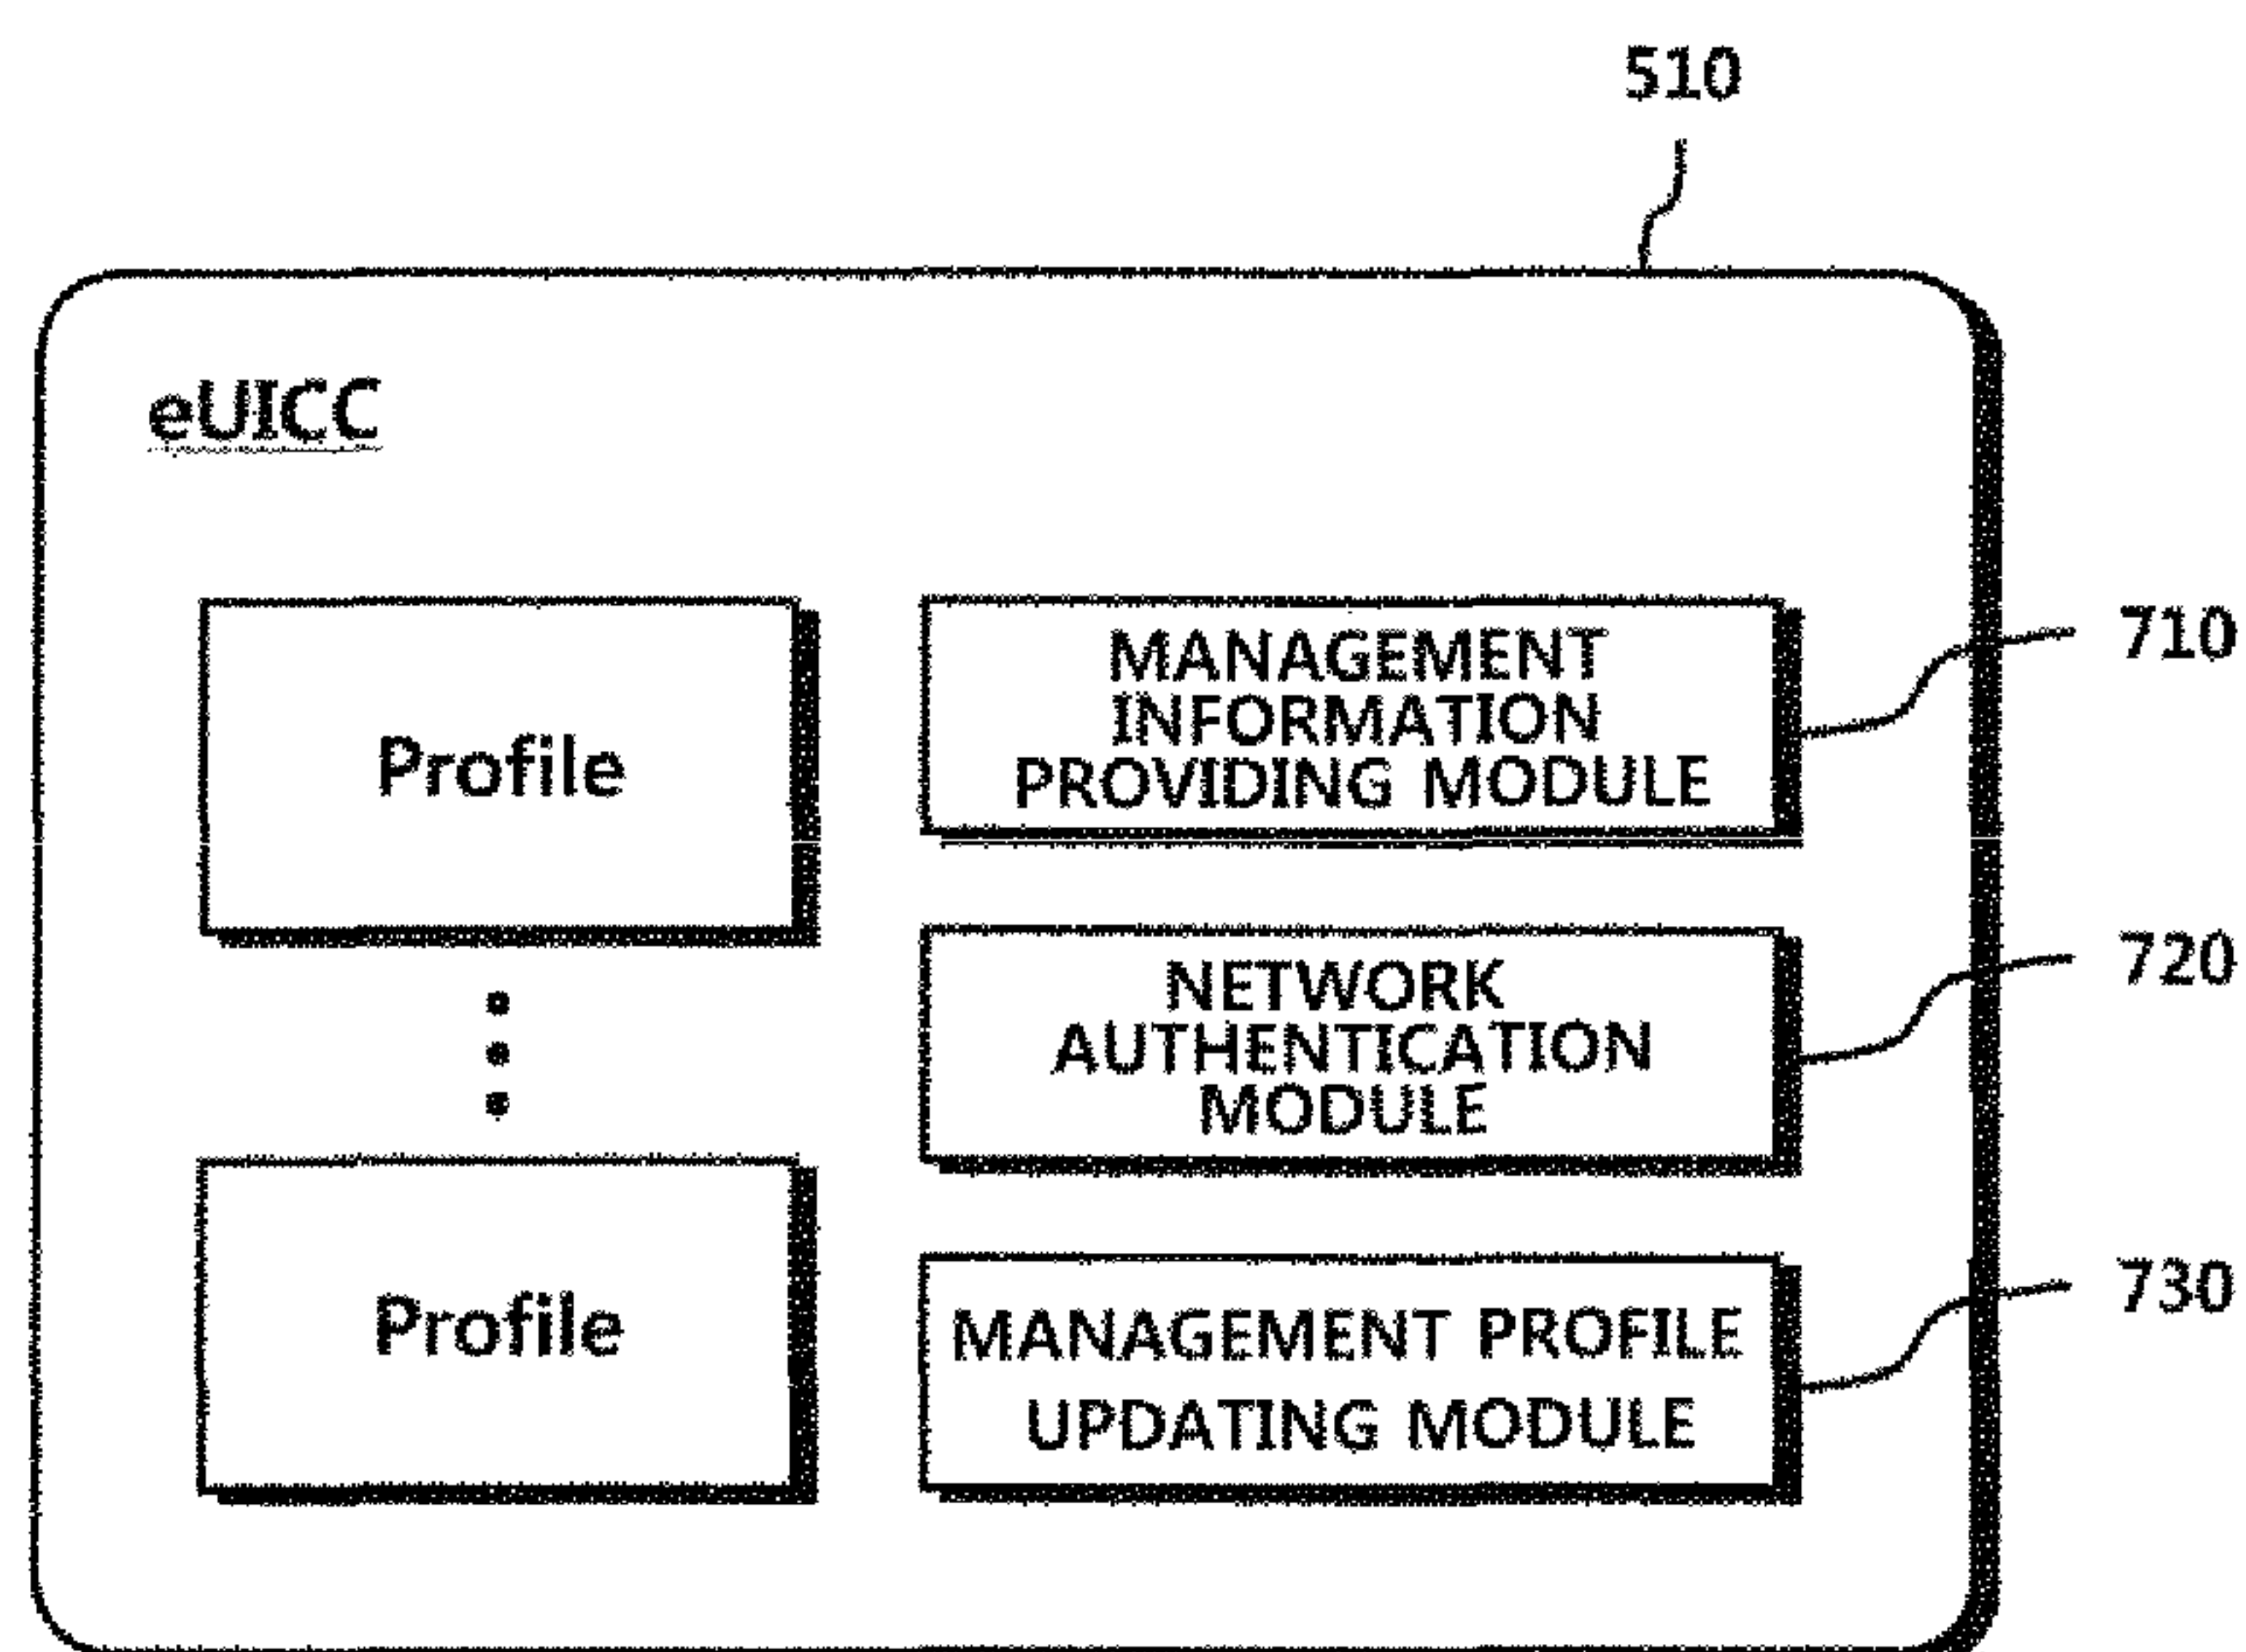 510
eUICC
Profile
MANAGEMENT
INFORMATION
PROVIDING MODULE
710
NETWORK
AUTHENTICATION
MODULE
720
Profile
MANAGEMENT PROFILE
UPDATING MODULE
730